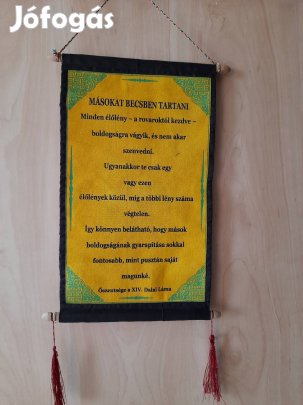 Jófogás
MÁSOKAT BECSBEN TARTANI
Minden élőlény – a rovaroktól kezdve –
boldogságra vágyik, és nem akar
szenvedni.
Ugyanakkor te csak egy
vagy ezen
élőlények közül, míg a többi lény száma
végtelen.
Így könnyen belátható, hogy mások
boldogságának gyarapítása sokkal
fontosabb, mint pusztán saját
magunké.
Őszentsége a XIV. Dalai Láma